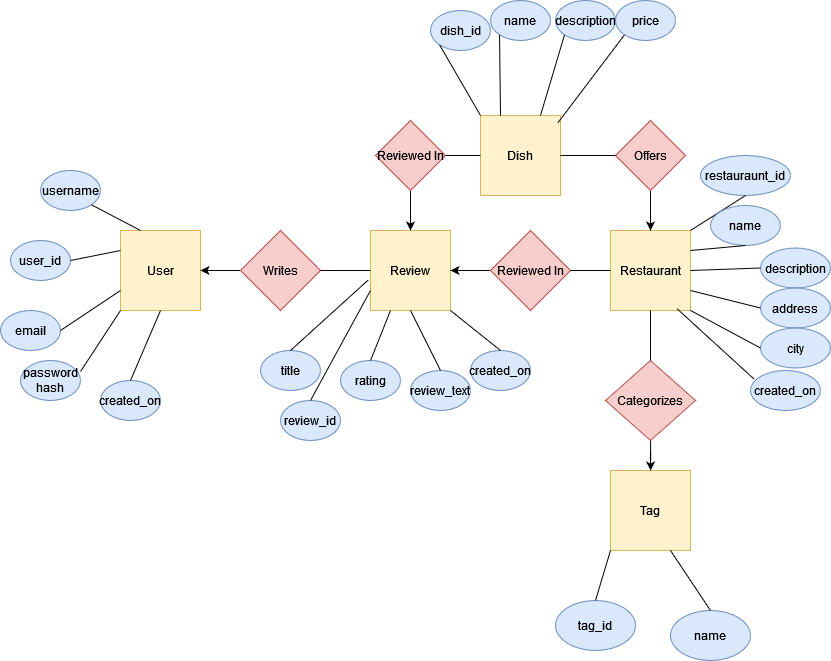 dish_id
name
description
price
Reviewed In
Dish
Offers
restauraunt_id
username
name
user_id
User
Writes
Review
Reviewed In
Restaurant
description
address
email
city
password
hash
title
rating
review_text
created_on
created_on
created_on
review_id
Categorizes
Tag
tag_id
name